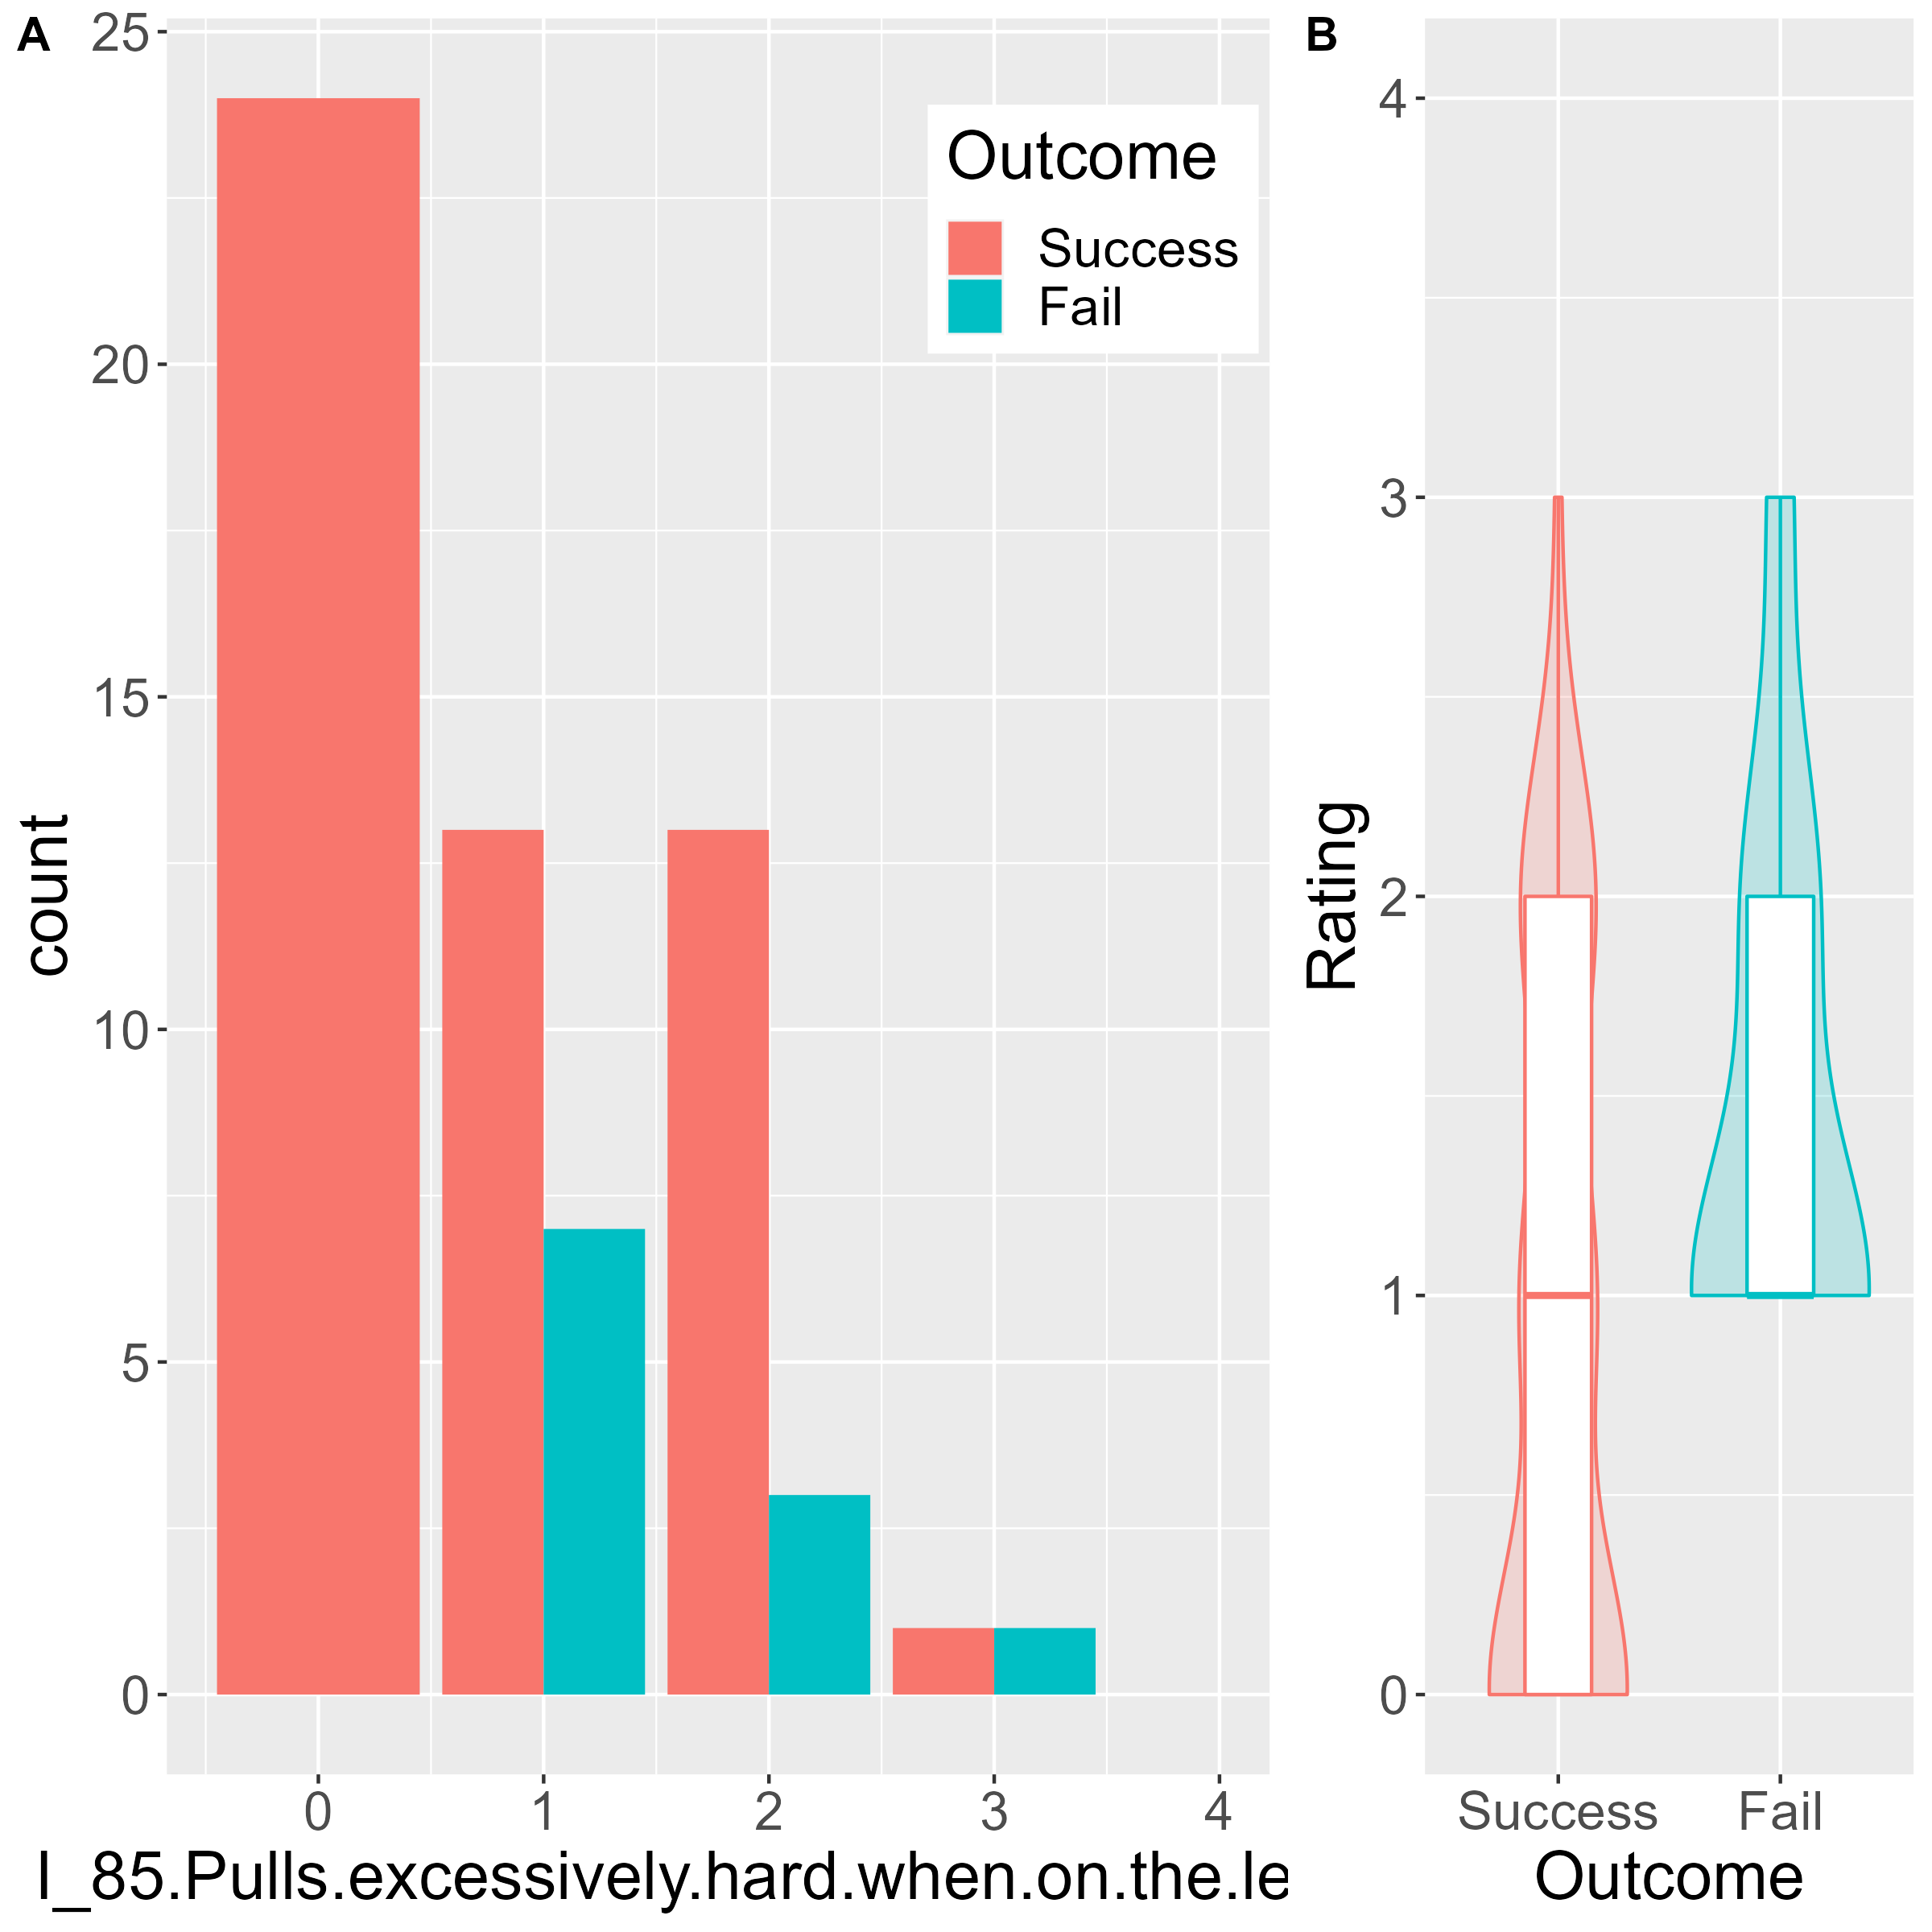 A
25
20
15
10
5
0
count
Outcome
Success
Fail
0 1 2 3 4
I_85.Pulls.excessively.hard.when.on.the.le
B
4
3
2
1
0
Rating
Success Fail
Outcome